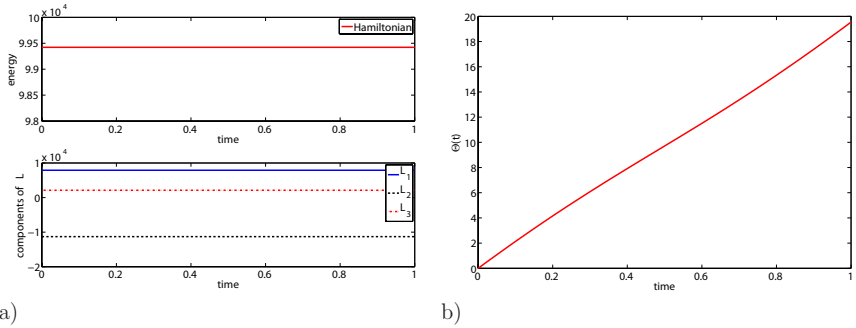 x 10^4
10
9.95
9.9
9.85
9.8
energy
Hamiltonian
0 0.2 0.4 0.6 0.8 1
time
x 10^4
1
0
−1
−2
components of L
L_1
L_2
L_3
0 0.2 0.4 0.6 0.8 1
time
a)
20
18
16
14
12
10
8
6
4
2
0
Θ(t)
0 0.2 0.4 0.6 0.8 1
time
b)